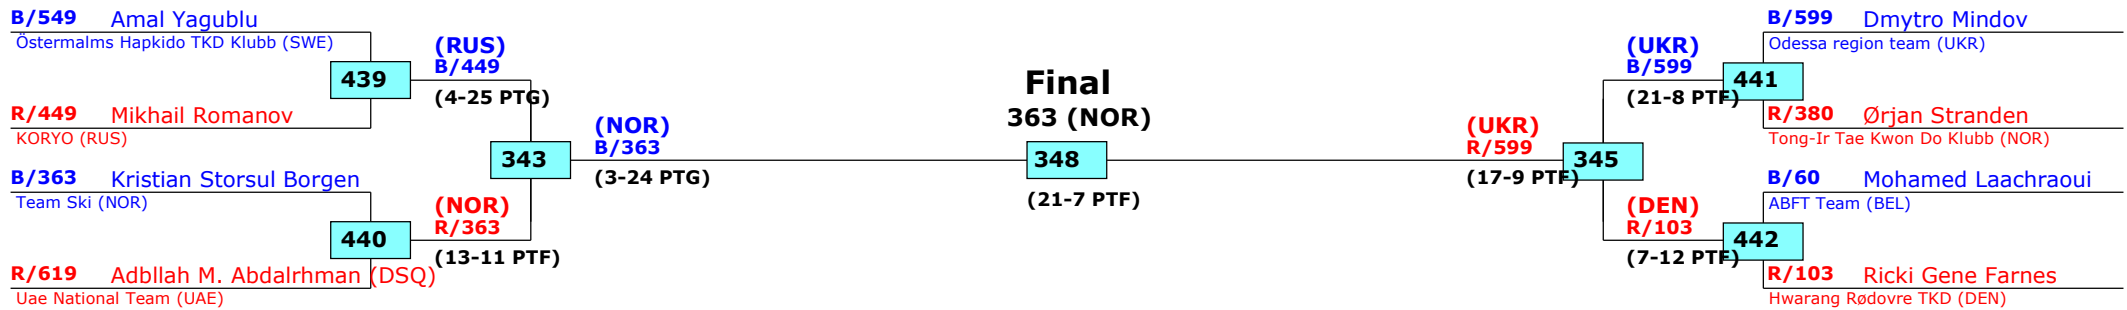 B/549 Amal Yagublu
Östermalms Hapkido TKD Klubb (SWE)
439
(RUS)
B/449
(4-25 PTG)
R/449 Mikhail Romanov
KORYO (RUS)
343
(NOR)
B/363
(3-24 PTG)
B/363 Kristian Storsul Borgen
Team Ski (NOR)
440
(NOR)
R/363
(13-11 PTF)
R/619 Adbllah M. Abdalrhman (DSQ)
Uae National Team (UAE)
Final
363 (NOR)
348
(21-7 PTF)
(UKR)
R/599
(17-9 PTF)
345
(UKR)
B/599
(21-8 PTF)
441
B/599 Dmytro Mindov
Odessa region team (UKR)
R/380 Ørjan Stranden
Tong-Ir Tae Kwon Do Klubb (NOR)
(DEN)
R/103
(7-12 PTF)
442
B/60 Mohamed Laachraoui
ABFT Team (BEL)
R/103 Ricki Gene Farnes
Hwarang Rødovre TKD (DEN)